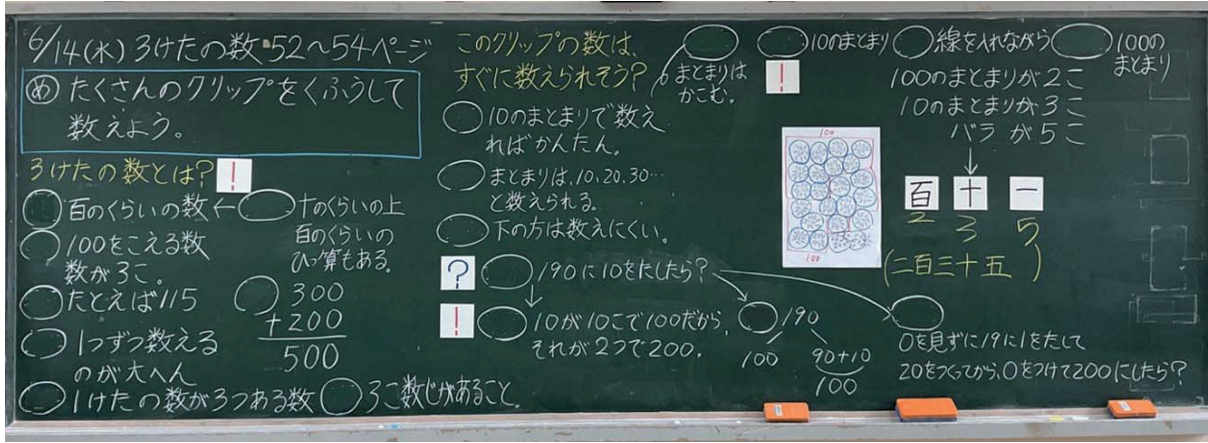 6/14(水) 3けたの数 52〜54ページ
め たくさんのクリップをくふうして
数えよう。
3けたの数とは? !
百のくらいの数←
十のくらいの上
百のくらいの
ひっ算もある。
100をこえる数
数が3こ。
たとえば115
1つずつ数える
のが大へん
300
+200
500
1けたの数が3つある数
3こ数じがあること。
このクリップの数は、
すぐに数えられそう?
10のまとまりで数え
ればかんたん。
まとまりは、10、20、30…
と数えられる。
下の方は数えにくい。
? 190に10をたしたら?
! 10が10こで100だから、
それが2つで200。
まとまりは
かこむ。
10のまとまり
!
線を入れながら
100の
まとまり
100のまとまりが2こ
10のまとまりが3こ
バラが5こ
100
100
百 十 一
2 3 5
(二百三十五)
190
100 90+10
100
0を見ずに19に1をたして
20をつくってから、0をつけて200にしたら?